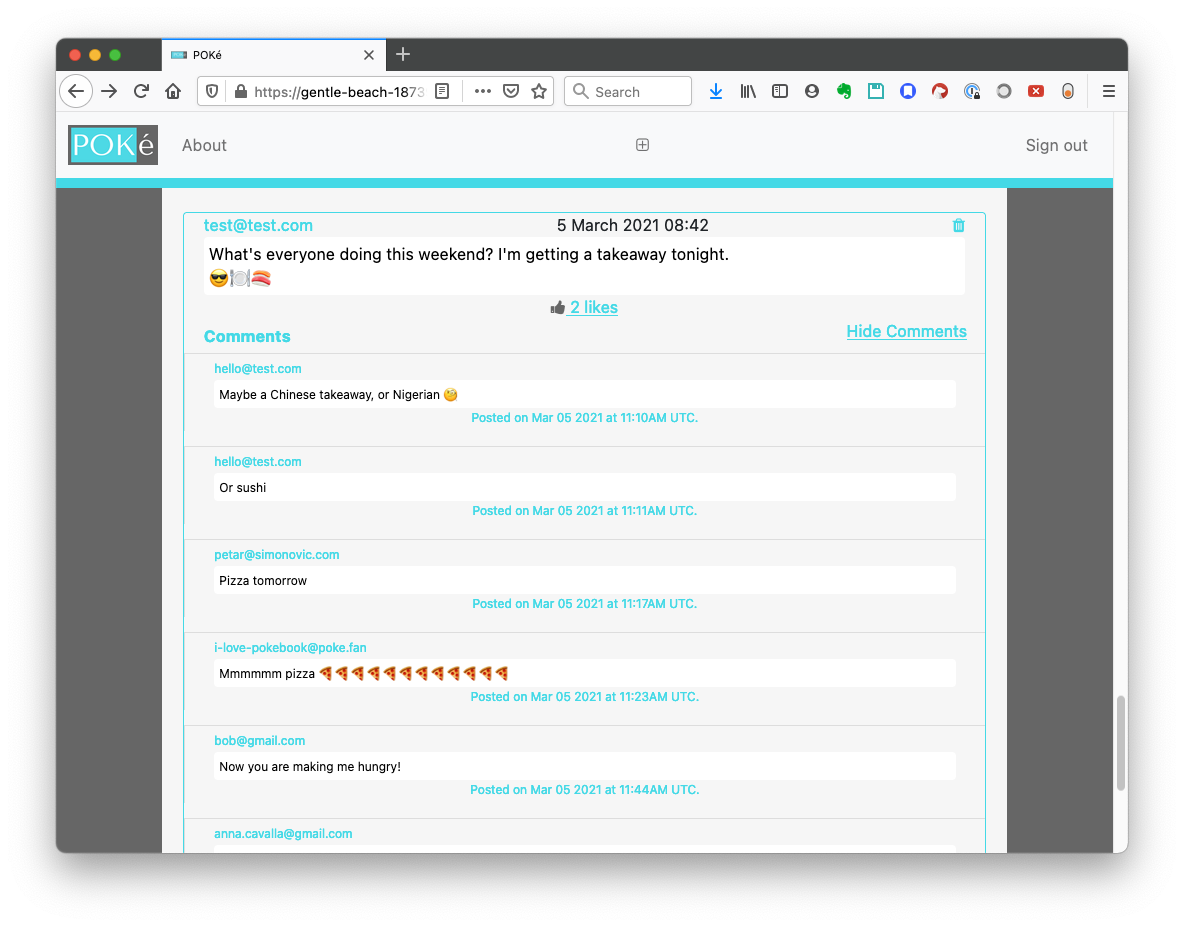 POKé
https://gentle-beach-1873
Search
POKé
About
Sign out
test@test.com
5 March 2021 08:42
What's everyone doing this weekend? I'm getting a takeaway tonight.
😎🍽️🍣
2 likes
Comments
Hide Comments
hello@test.com
Maybe a Chinese takeaway, or Nigerian 🧐
Posted on Mar 05 2021 at 11:10AM UTC.
hello@test.com
Or sushi
Posted on Mar 05 2021 at 11:11AM UTC.
petar@simonovic.com
Pizza tomorrow
Posted on Mar 05 2021 at 11:17AM UTC.
i-love-pokebook@poke.fan
Mmmmmm pizza 🍕🍕🍕🍕🍕🍕🍕🍕🍕🍕🍕🍕
Posted on Mar 05 2021 at 11:23AM UTC.
bob@gmail.com
Now you are making me hungry!
Posted on Mar 05 2021 at 11:44AM UTC.
anna.cavalla@gmail.com